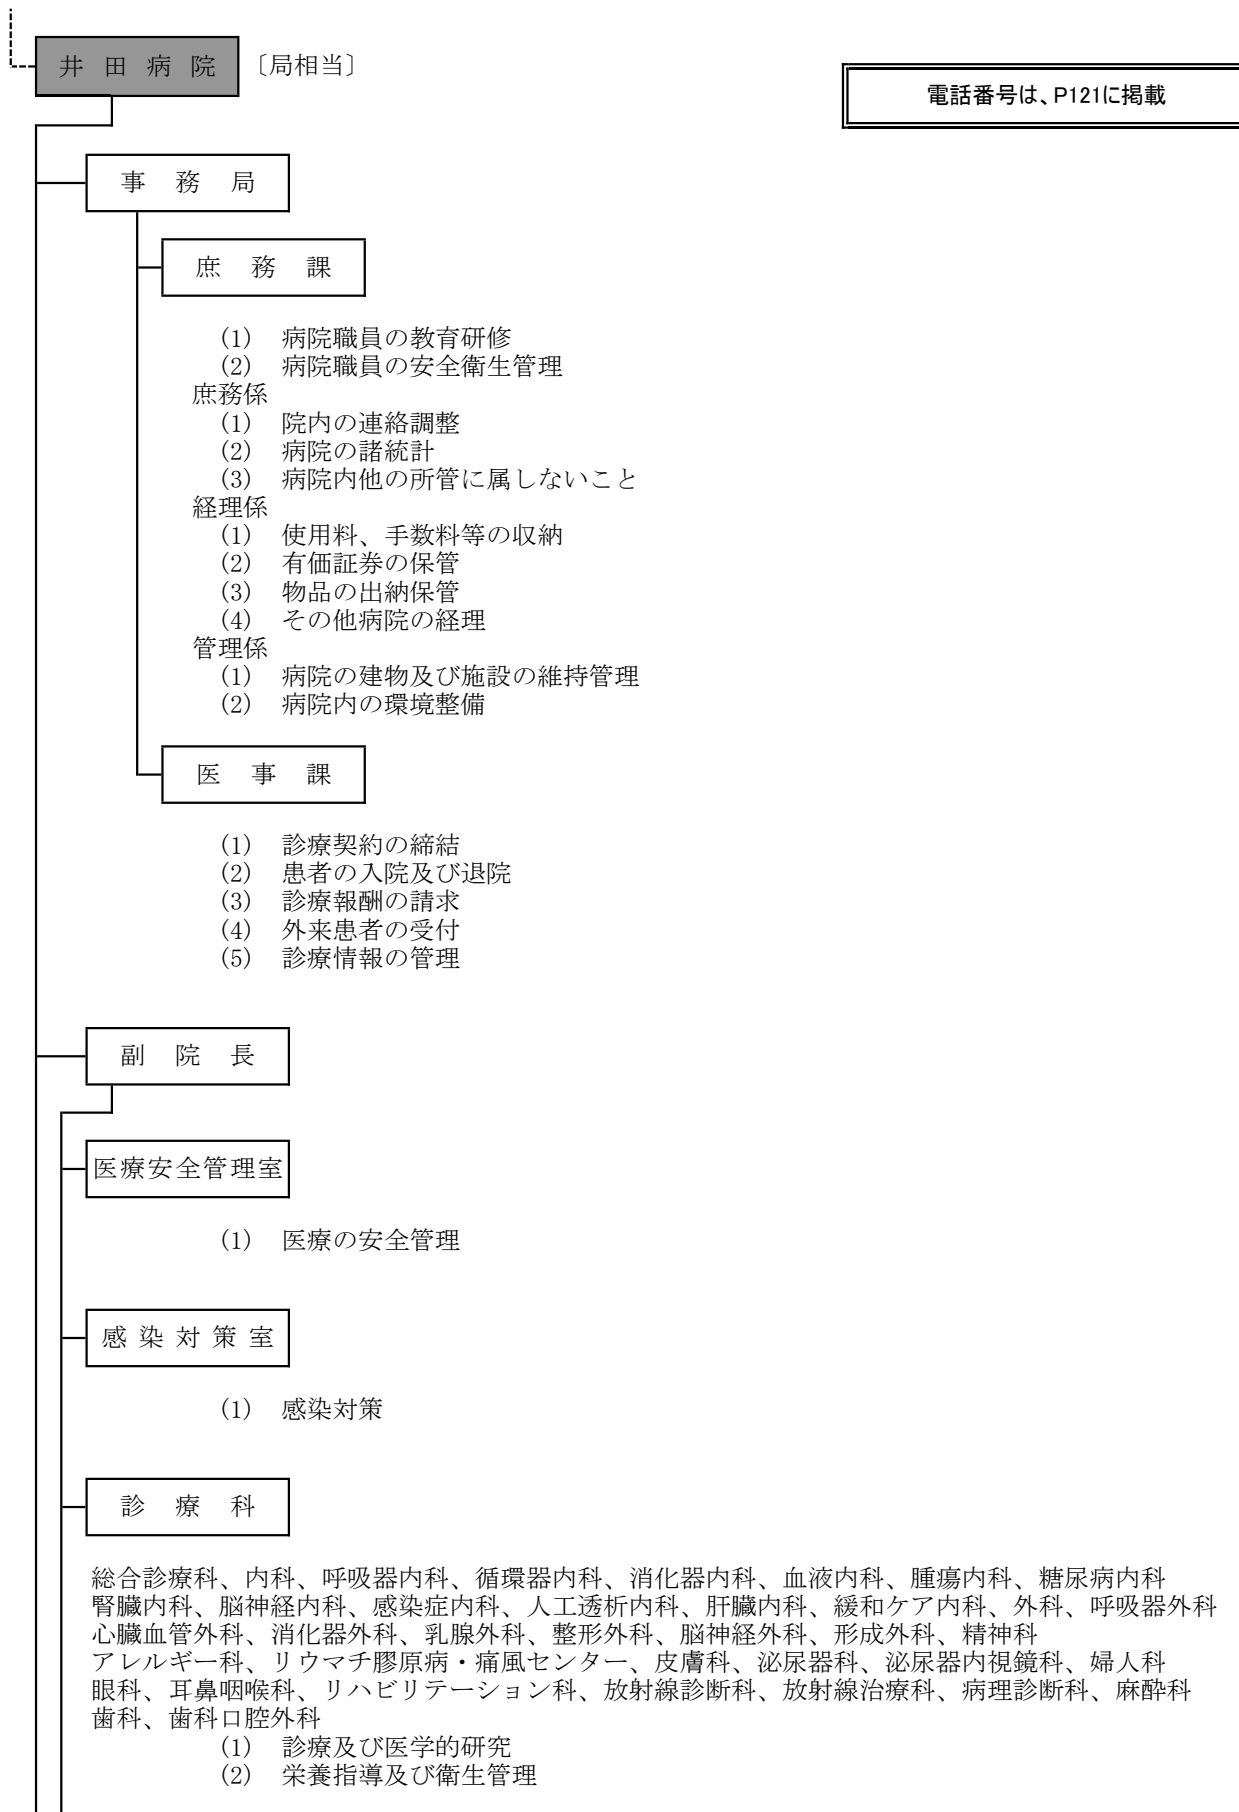 井田病院 〔局相当〕
電話番号は、P121に掲載
事務局
庶務課
(1) 病院職員の教育研修
(2) 病院職員の安全衛生管理
庶務係
(1) 院内の連絡調整
(2) 病院の諸統計
(3) 病院内他の所管に属しないこと
経理係
(1) 使用料、手数料等の収納
(2) 有価証券の保管
(3) 物品の出納保管
(4) その他病院の経理
管理係
(1) 病院の建物及び施設の維持管理
(2) 病院内の環境整備
医事課
(1) 診療契約の締結
(2) 患者の入院及び退院
(3) 診療報酬の請求
(4) 外来患者の受付
(5) 診療情報の管理
副院長
医療安全管理室
(1) 医療の安全管理
感染対策室
(1) 感染対策
診療科
総合診療科、内科、呼吸器内科、循環器内科、消化器内科、血液内科、腫瘍内科、糖尿病内科
腎臓内科、脳神経内科、感染症内科、人工透析内科、肝臓内科、緩和ケア内科、外科、呼吸器外科
心臓血管外科、消化器外科、乳腺外科、整形外科、脳神経外科、形成外科、精神科
アレルギー科、リウマチ膠原病・痛風センター、皮膚科、泌尿器科、泌尿器内視鏡科、婦人科
眼科、耳鼻咽喉科、リハビリテーション科、放射線診断科、放射線治療科、病理診断科、麻酔科
歯科、歯科口腔外科
(1) 診療及び医学的研究
(2) 栄養指導及び衛生管理